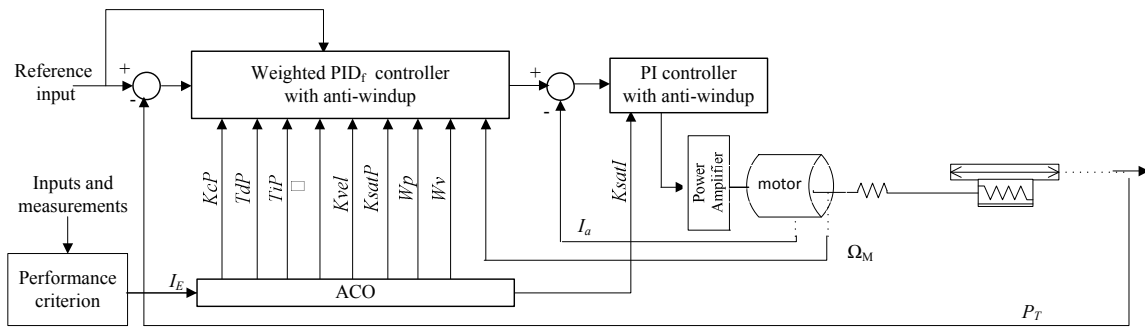 Reference
input
+
-
Weighted PIDf controller
with anti-windup
+
-
PI controller
with anti-windup
KcP
TdP
TiP
Kvel
KsatP
Wp
Wv
KsatI
Power
Amplifier
motor
Inputs and
measurements
Ia
ΩM
Performance
criterion
IE
ACO
PT